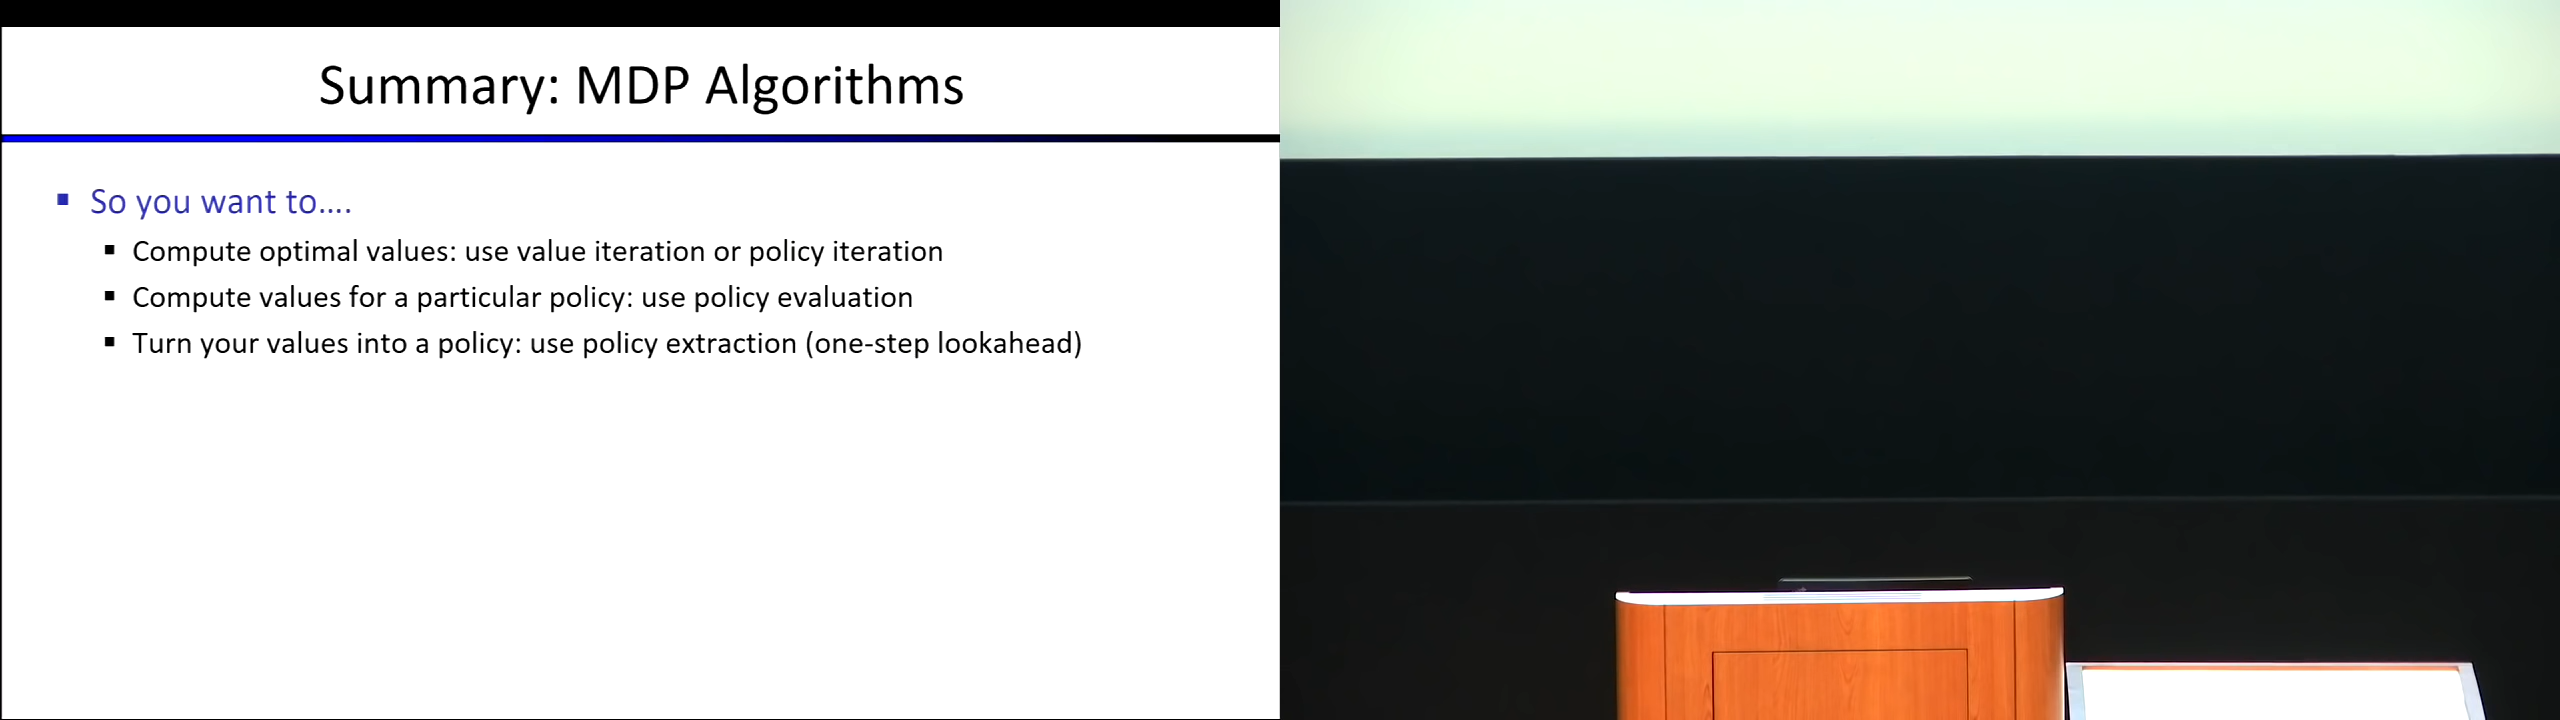 Summary: MDP Algorithms
So you want to....
Compute optimal values: use value iteration or policy iteration
Compute values for a particular policy: use policy evaluation
Turn your values into a policy: use policy extraction (one-step lookahead)